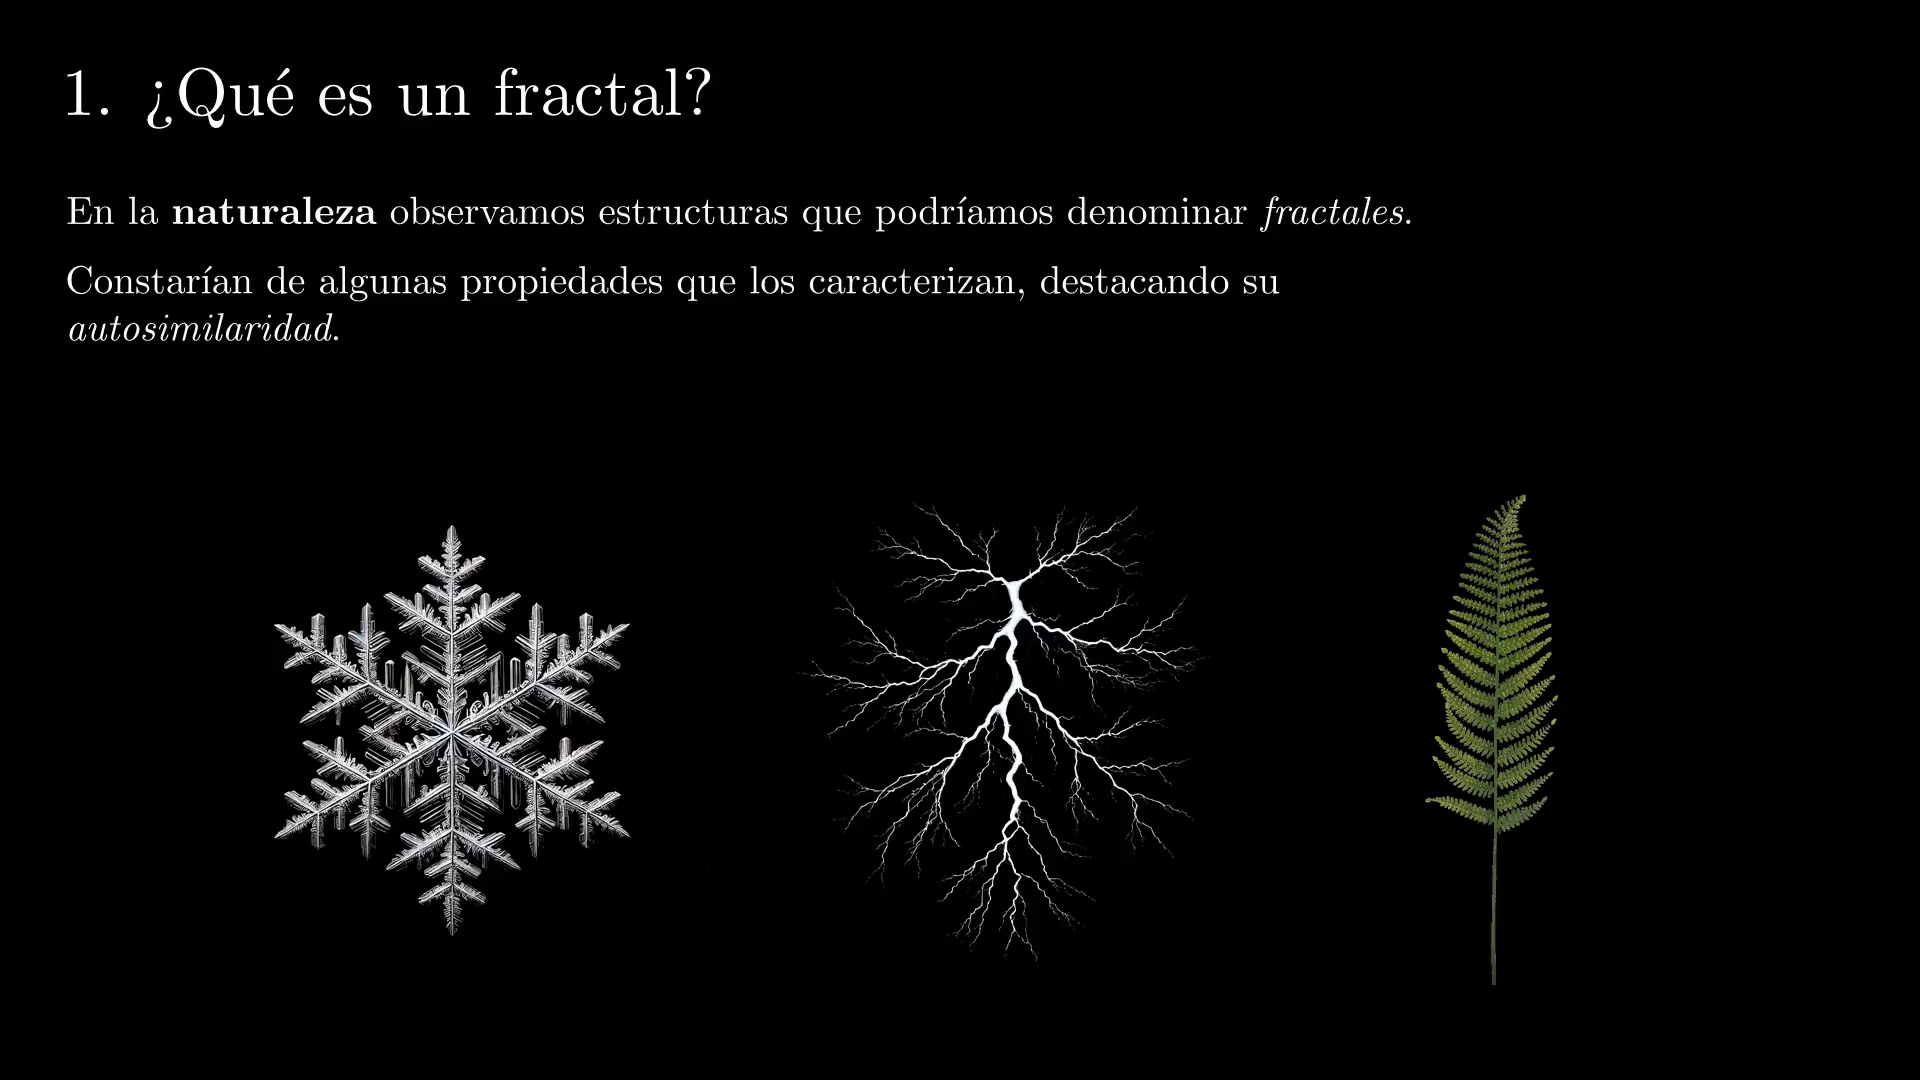 1. ¿Qué es un fractal?
En la naturaleza observamos estructuras que podríamos denominar fractales.
Constarían de algunas propiedades que los caracterizan, destacando su
autosimilaridad.